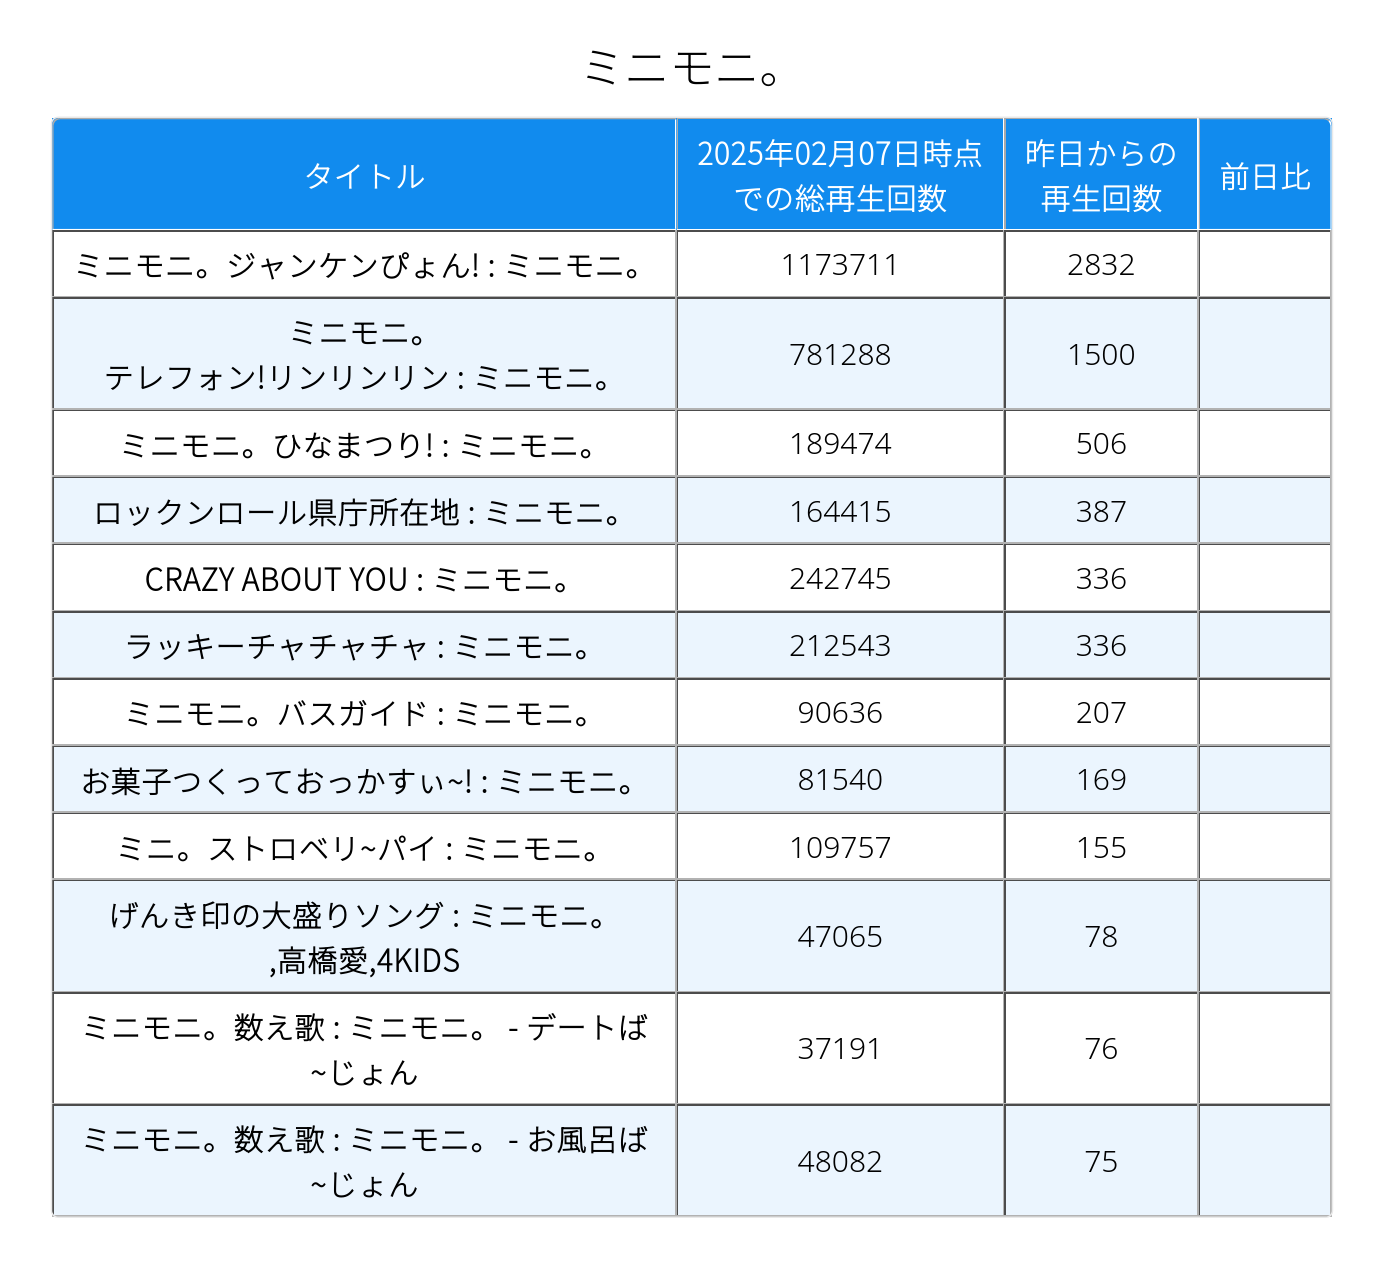 ミニモニ。
タイトル
2025年02月07日時点
での総再生回数
昨日からの
再生回数
前日比
ミニモニ。ジャンケンぴょん! : ミニモニ。
1173711
2832
ミニモニ。
テレフォン!リンリンリン : ミニモニ。
781288
1500
ミニモニ。ひなまつり! : ミニモニ。
189474
506
ロックンロール県庁所在地 : ミニモニ。
164415
387
CRAZY ABOUT YOU : ミニモニ。
242745
336
ラッキーチャチャチャ : ミニモニ。
212543
336
ミニモニ。バスガイド : ミニモニ。
90636
207
お菓子つくっておっかすぃ~! : ミニモニ。
81540
169
ミニ。ストロベリ~パイ : ミニモニ。
109757
155
げんき印の大盛りソング : ミニモニ。
,高橋愛,4KIDS
47065
78
ミニモニ。数え歌 : ミニモニ。 - デートば
~じょん
37191
76
ミニモニ。数え歌 : ミニモニ。 - お風呂ば
~じょん
48082
75